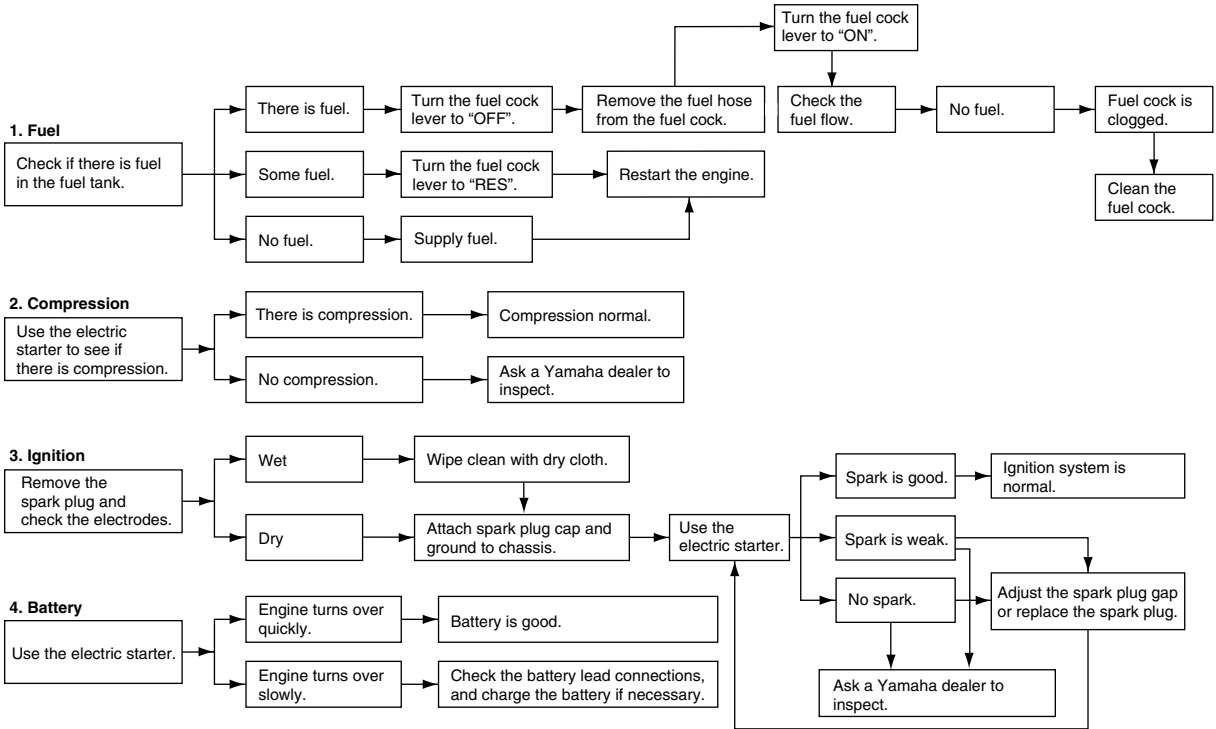 1. Fuel
Check if there is fuel
in the fuel tank.
There is fuel.
Turn the fuel cock
lever to “OFF”.
Remove the fuel hose
from the fuel cock.
Turn the fuel cock
lever to “ON”.
Check the
fuel flow.
No fuel.
Fuel cock is
clogged.
Clean the
fuel cock.
Some fuel.
Turn the fuel cock
lever to “RES”.
Restart the engine.
No fuel.
Supply fuel.
2. Compression
Use the electric
starter to see if
there is compression.
There is compression.
Compression normal.
No compression.
Ask a Yamaha dealer to
inspect.
3. Ignition
Remove the
spark plug and
check the electrodes.
Wet
Wipe clean with dry cloth.
Dry
Attach spark plug cap and
ground to chassis.
Use the
electric starter.
Spark is good.
Ignition system is
normal.
Spark is weak.
No spark.
Adjust the spark plug gap
or replace the spark plug.
Ask a Yamaha dealer to
inspect.
4. Battery
Use the electric starter.
Engine turns over
quickly.
Battery is good.
Engine turns over
slowly.
Check the battery lead connections,
and charge the battery if necessary.